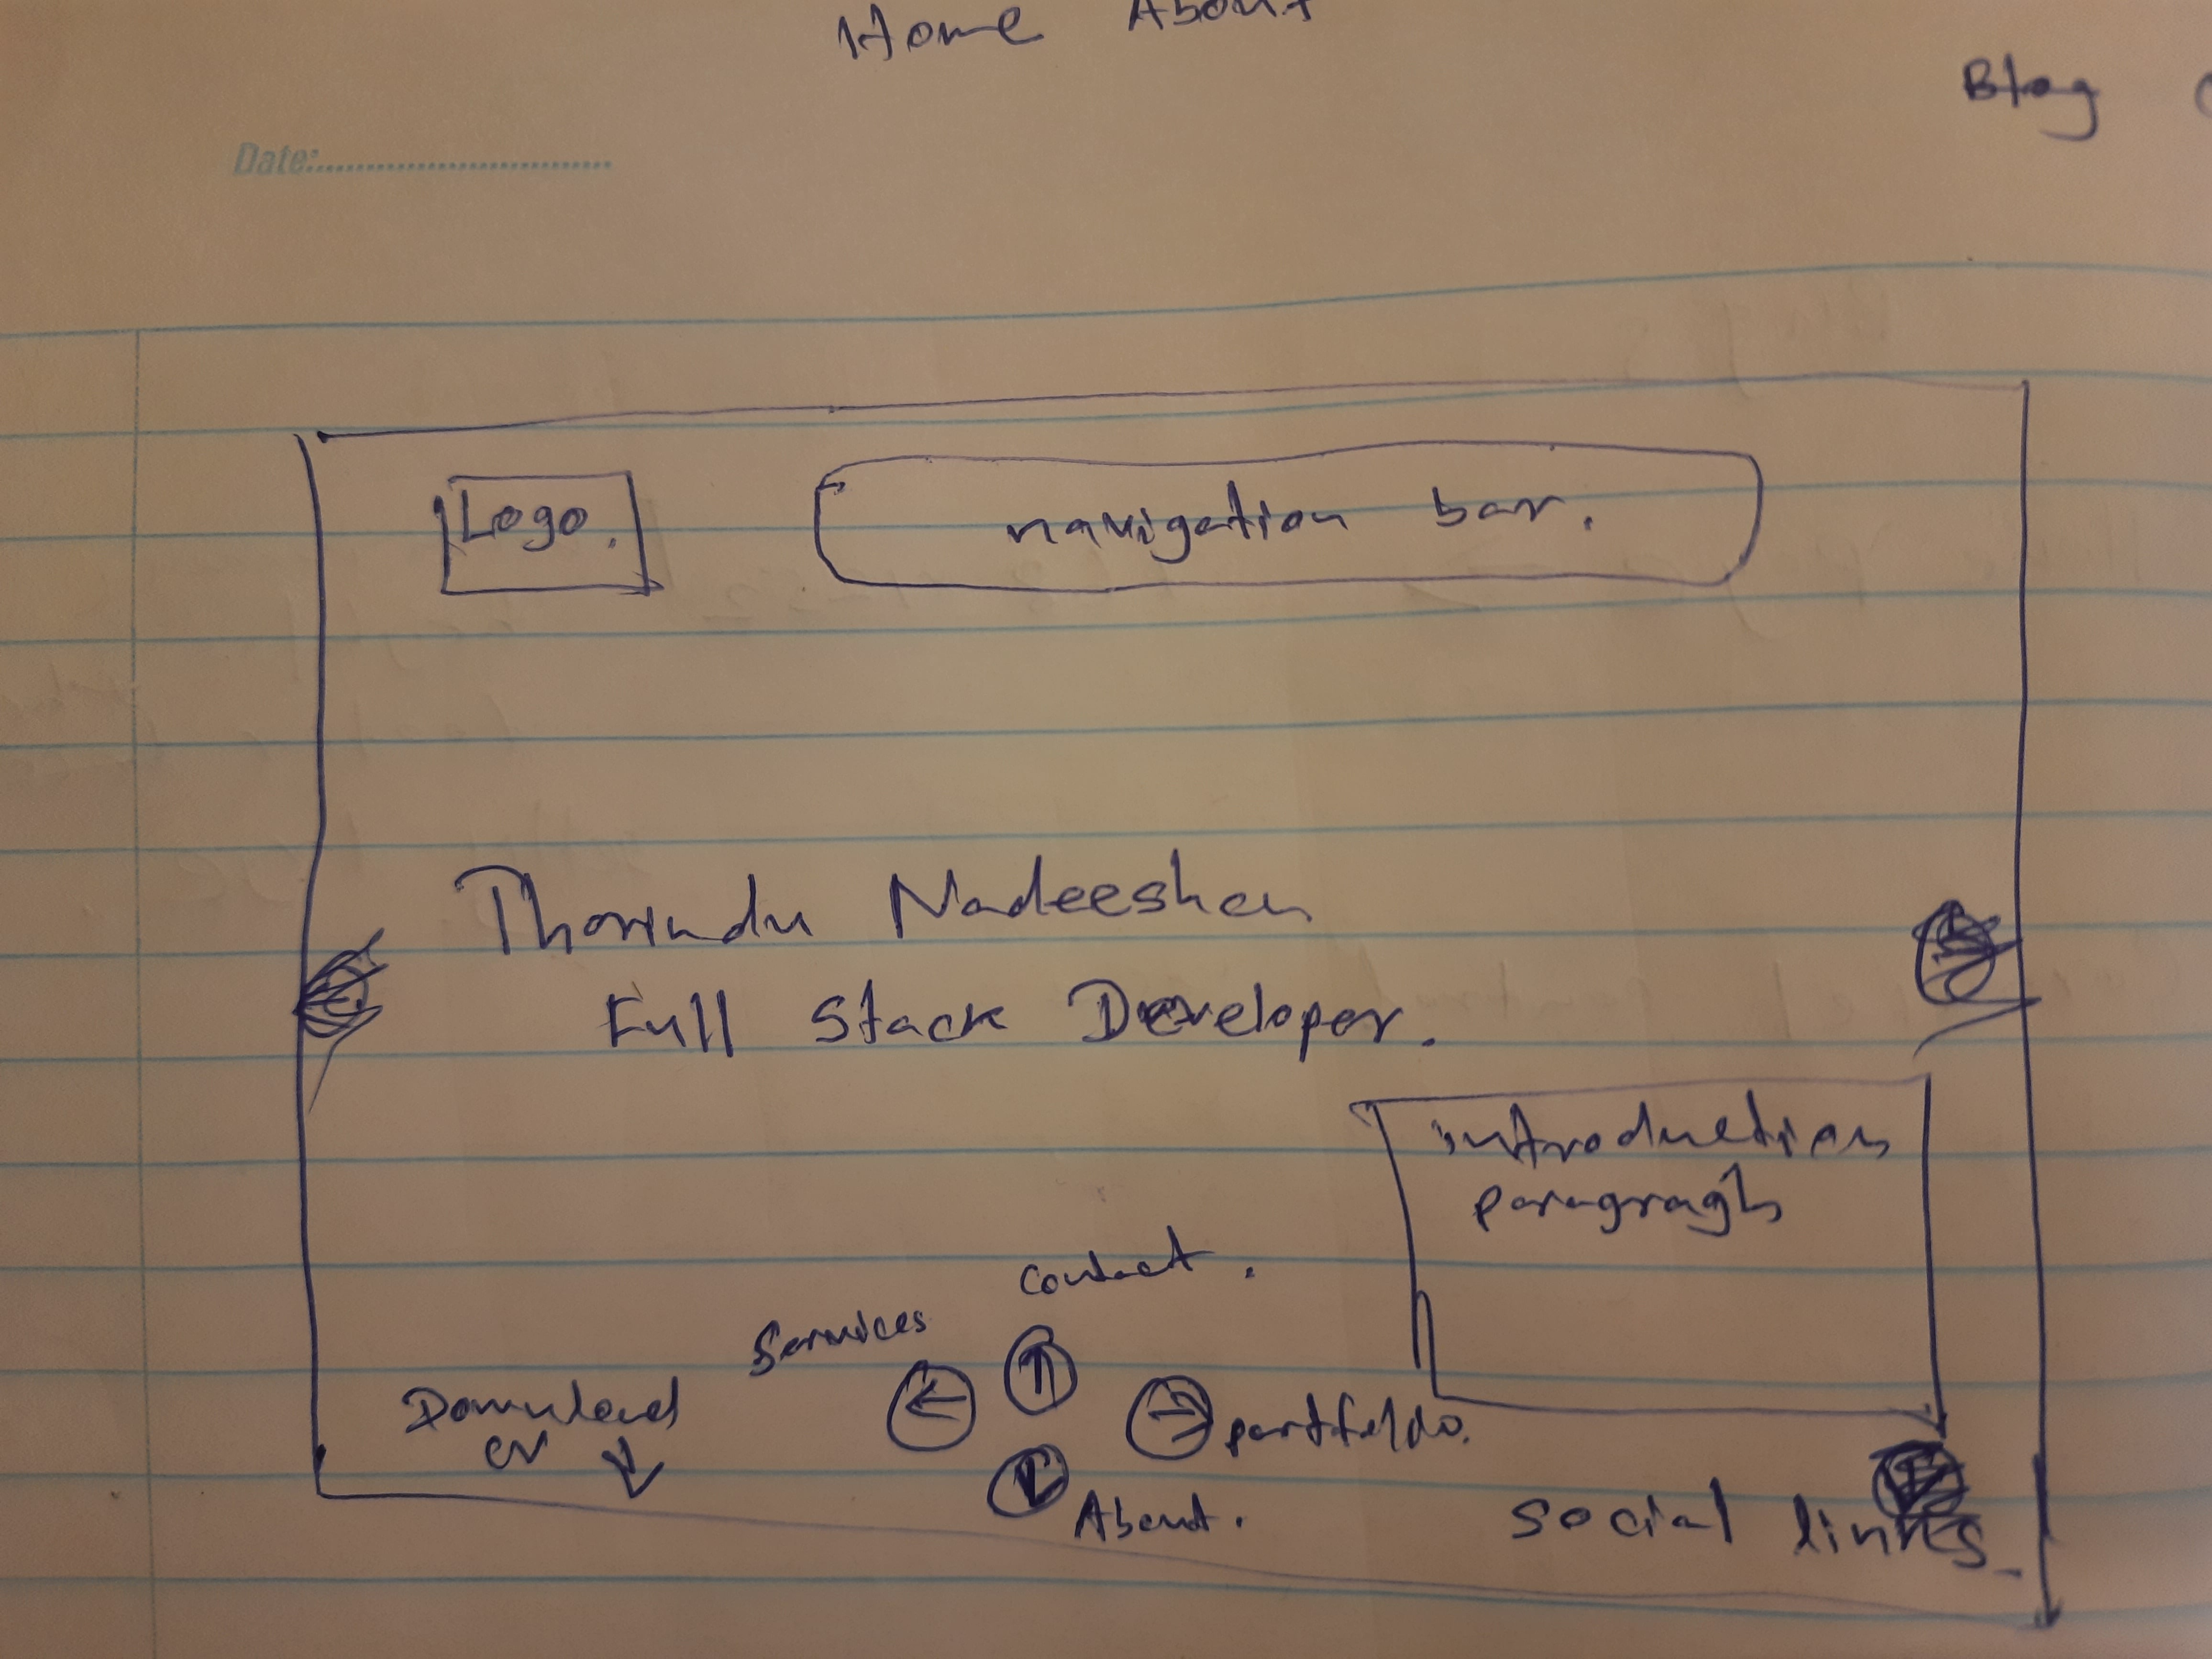 Home About
Blog
Date:
Logo.
navigation bar.
Tharindu Nadeeshan
Full Stack Developer.
introduction
paragraph
contact.
Services
Download
CV
portfolio.
About.
social links